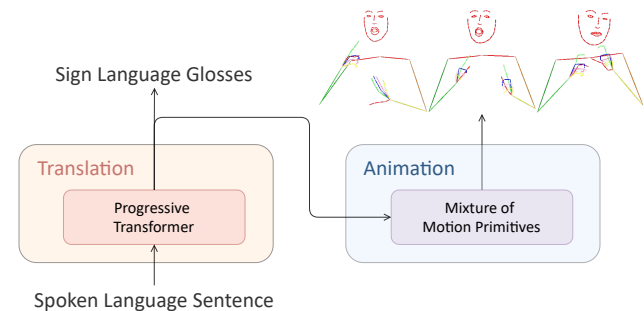 Sign Language Glosses
Translation
Progressive
Transformer
Spoken Language Sentence
Animation
Mixture of
Motion Primitives